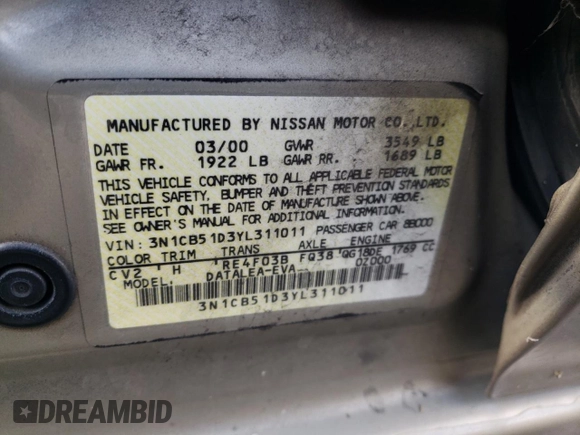 MANUFACTURED BY NISSAN MOTOR CO., LTD.
DATE 03/00 GVWR 3549 LB
GAWR FR. 1922 LB GAWR RR. 1689 LB
THIS VEHICLE CONFORMS TO ALL APPLICABLE FEDERAL MOTOR
VEHICLE SAFETY, BUMPER AND THEFT PREVENTION STANDARDS
IN EFFECT ON THE DATE OF MANUFACTURE SHOWN ABOVE.
SEE OWNER'S MANUAL FOR ADDITIONAL INFORMATION.
VIN: 3N1CB51D3YL311011 PASSENGER CAR 88000
COLOR TRIM TRANS AXLE ENGINE
CV2 H RE4F03B FQ38 QG18DE 1769 CC
MODEL: DATALEA-EVA 0Z000
3N1CB51D3YL311011
DREAMBID